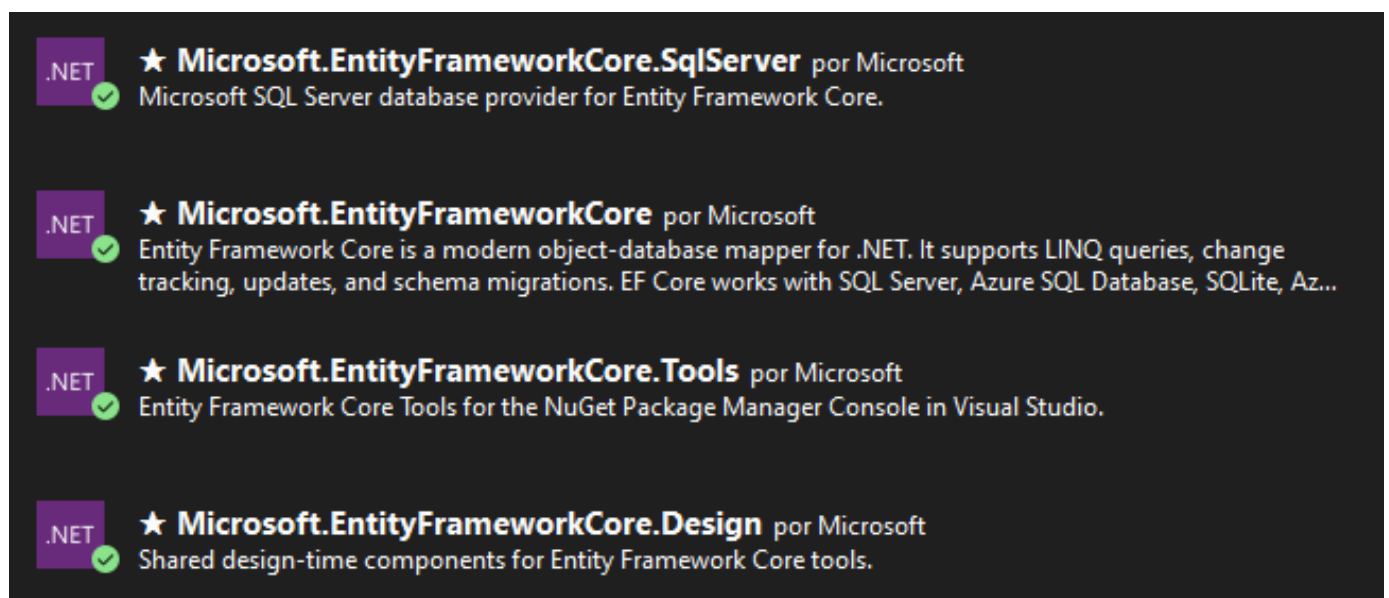 .NET
★ Microsoft.EntityFrameworkCore.SqlServer por Microsoft
Microsoft SQL Server database provider for Entity Framework Core.
.NET
★ Microsoft.EntityFrameworkCore por Microsoft
Entity Framework Core is a modern object-database mapper for .NET. It supports LINQ queries, change
tracking, updates, and schema migrations. EF Core works with SQL Server, Azure SQL Database, SQLite, Az...
.NET
★ Microsoft.EntityFrameworkCore.Tools por Microsoft
Entity Framework Core Tools for the NuGet Package Manager Console in Visual Studio.
.NET
★ Microsoft.EntityFrameworkCore.Design por Microsoft
Shared design-time components for Entity Framework Core tools.